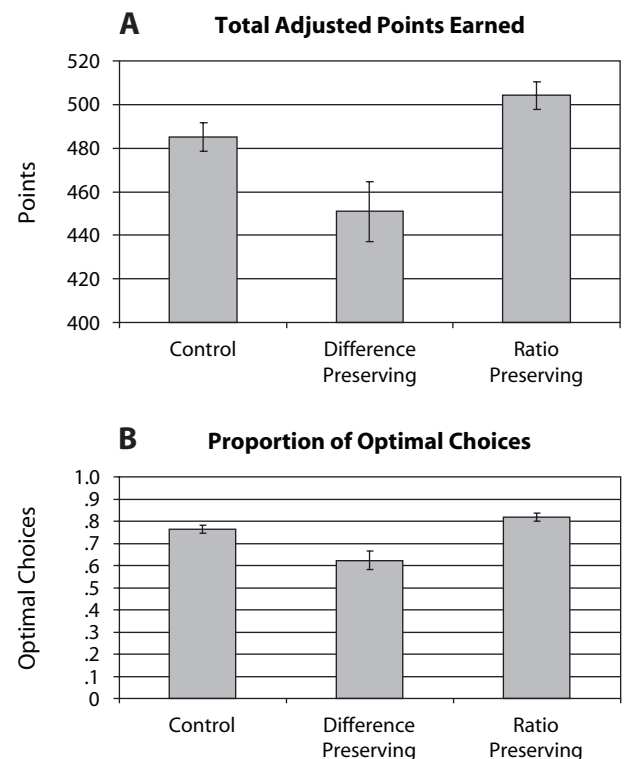 A Total Adjusted Points Earned
520
500
480
460
440
420
400
Points
Control
Difference
Preserving
Ratio
Preserving
B Proportion of Optimal Choices
1.0
.9
.8
.7
.6
.5
.4
.3
.2
.1
0
Optimal Choices
Control
Difference
Preserving
Ratio
Preserving